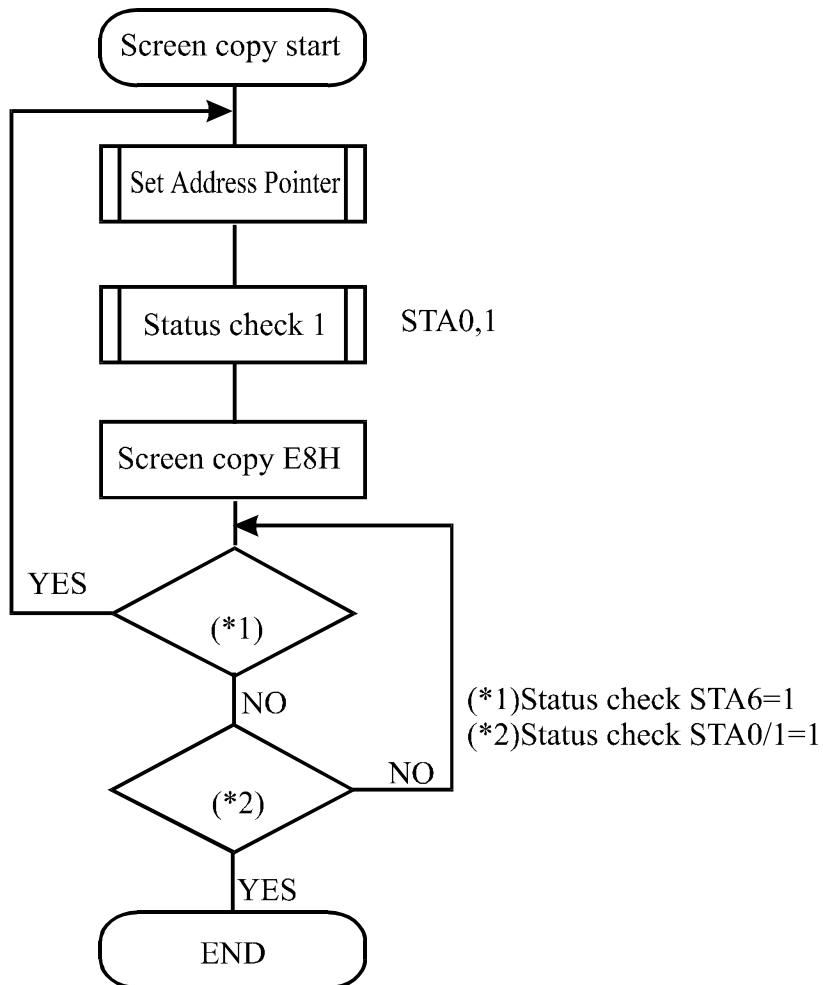 Screen copy start
Set Address Pointer
Status check 1
STA0,1
Screen copy E8H
YES
(*1)
NO
(*1)Status check STA6=1
(*2)Status check STA0/1=1
NO
(*2)
YES
END